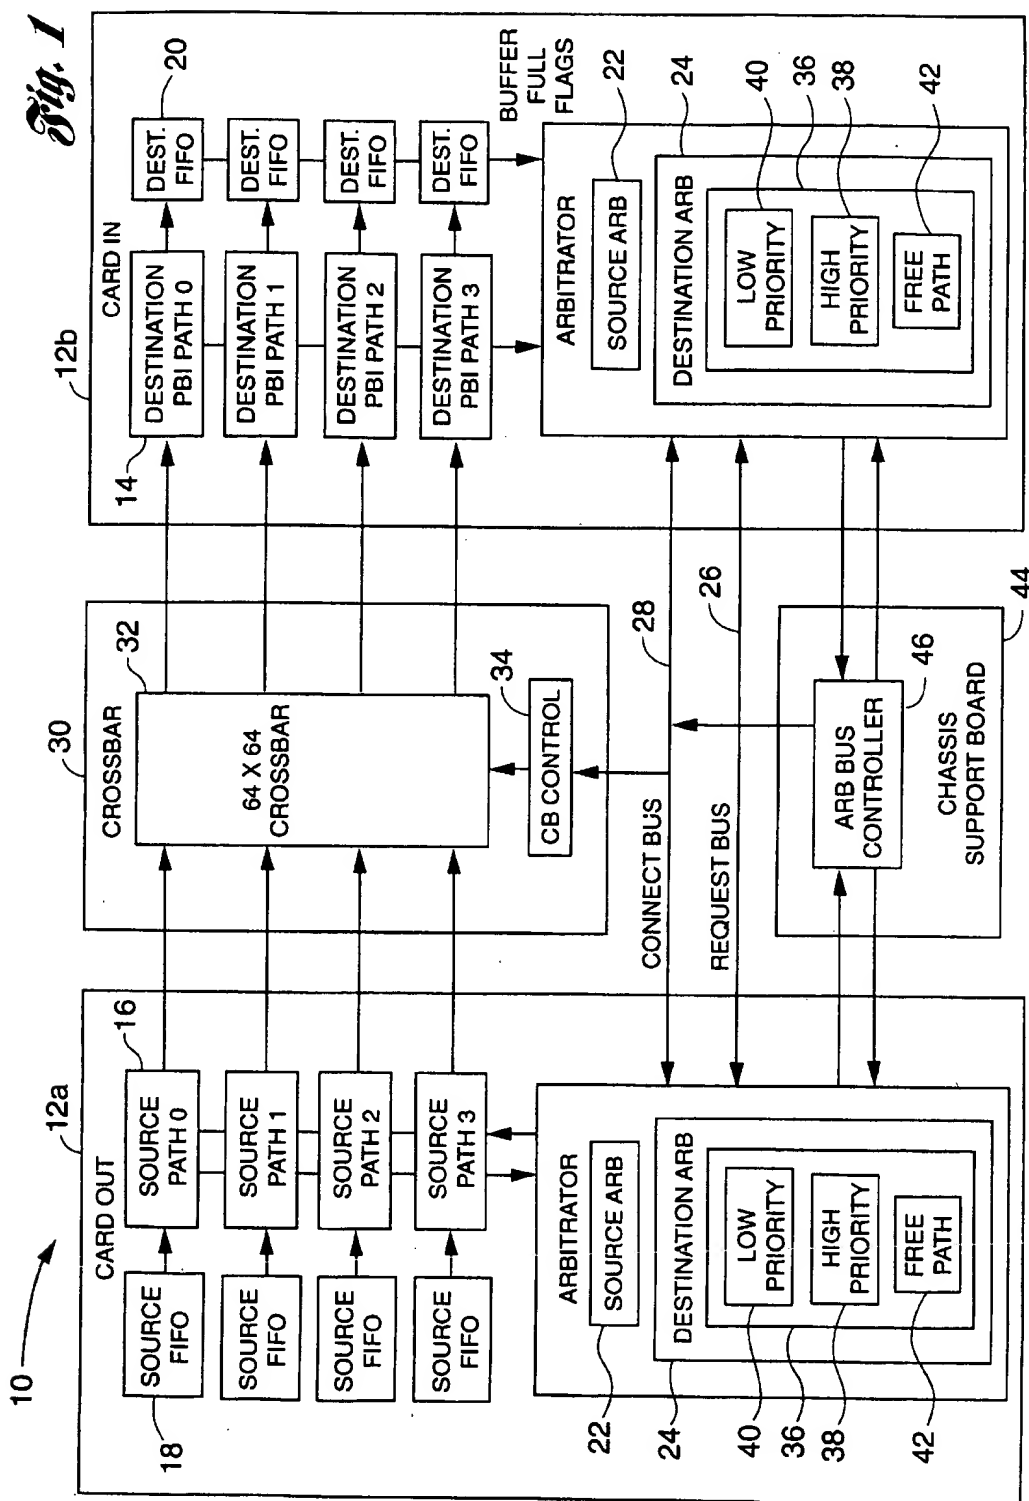 Fig. 1
10
12a
CARD OUT
SOURCE
FIFO
18
SOURCE
PATH 0
16
SOURCE
FIFO
SOURCE
PATH 1
SOURCE
FIFO
SOURCE
PATH 2
SOURCE
FIFO
SOURCE
PATH 3
ARBITRATOR
SOURCE ARB
22
DESTINATION ARB
24
LOW
PRIORITY
40
36
HIGH
PRIORITY
38
FREE
PATH
42
30
CROSSBAR
32
64 X 64
CROSSBAR
34
CB CONTROL
CONNECT BUS
28
REQUEST BUS
26
ARB BUS
CONTROLLER
46
CHASSIS
SUPPORT BOARD
44
12b
CARD IN
14
DESTINATION
PBI PATH 0
DEST.
FIFO
20
DESTINATION
PBI PATH 1
DEST.
FIFO
DESTINATION
PBI PATH 2
DEST.
FIFO
DESTINATION
PBI PATH 3
DEST.
FIFO
BUFFER
FULL
FLAGS
ARBITRATOR
SOURCE ARB
22
DESTINATION ARB
24
LOW
PRIORITY
40
36
HIGH
PRIORITY
38
FREE
PATH
42